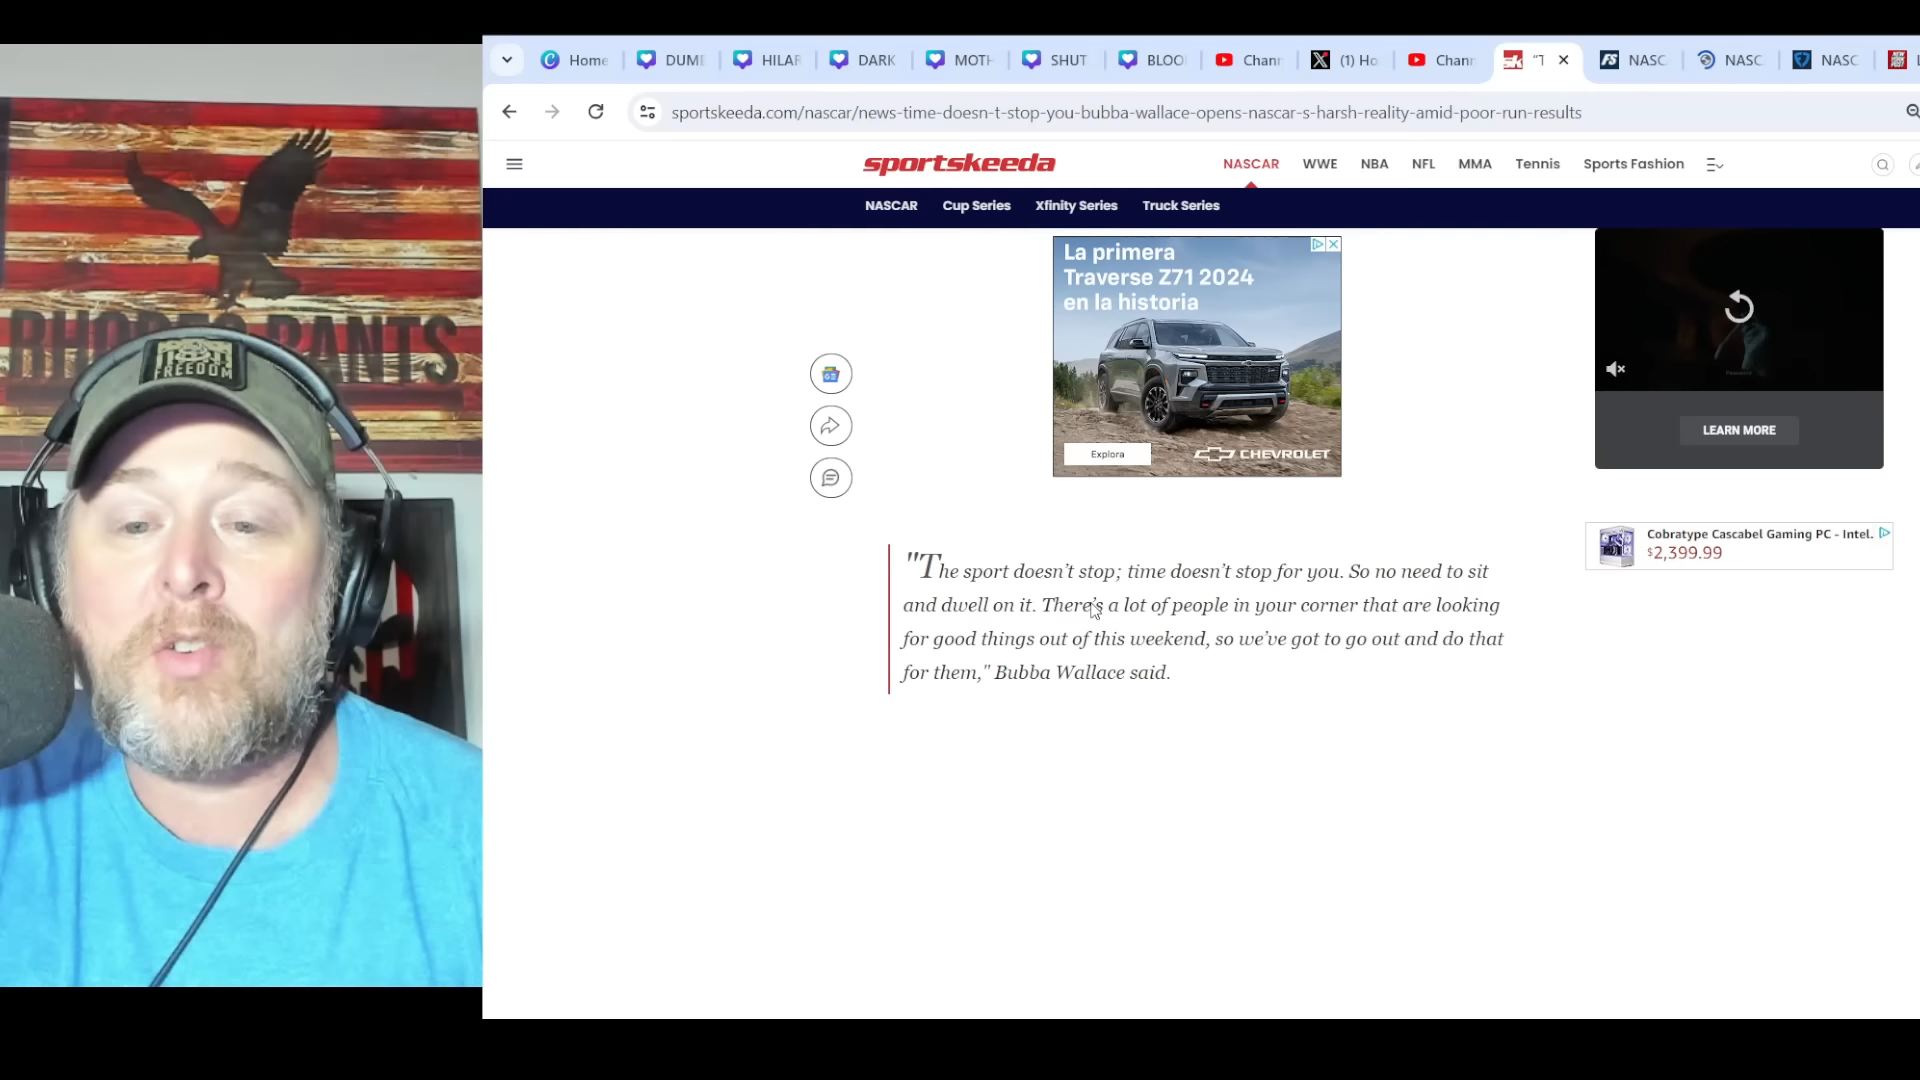 Home
DUME
HILAR
DARK
MOTH
SHUT
BLOO
Chann
(1) Ho
Chann
"T
NASC
NASC
NASC
sportskeeda.com/nascar/news-time-doesn-t-stop-you-bubba-wallace-opens-nascar-s-harsh-reality-amid-poor-run-results
sportskeeda
NASCAR WWE NBA NFL MMA Tennis Sports Fashion
NASCAR Cup Series Xfinity Series Truck Series
La primera
Traverse Z71 2024
en la historia
Explora
CHEVROLET
LEARN MORE
Cobratype Cascabel Gaming PC - Intel.
$2,399.99
"The sport doesn't stop; time doesn't stop for you. So no need to sit
and dwell on it. There's a lot of people in your corner that are looking
for good things out of this weekend, so we've got to go out and do that
for them," Bubba Wallace said.
RHODES RANTS
FREEDOM